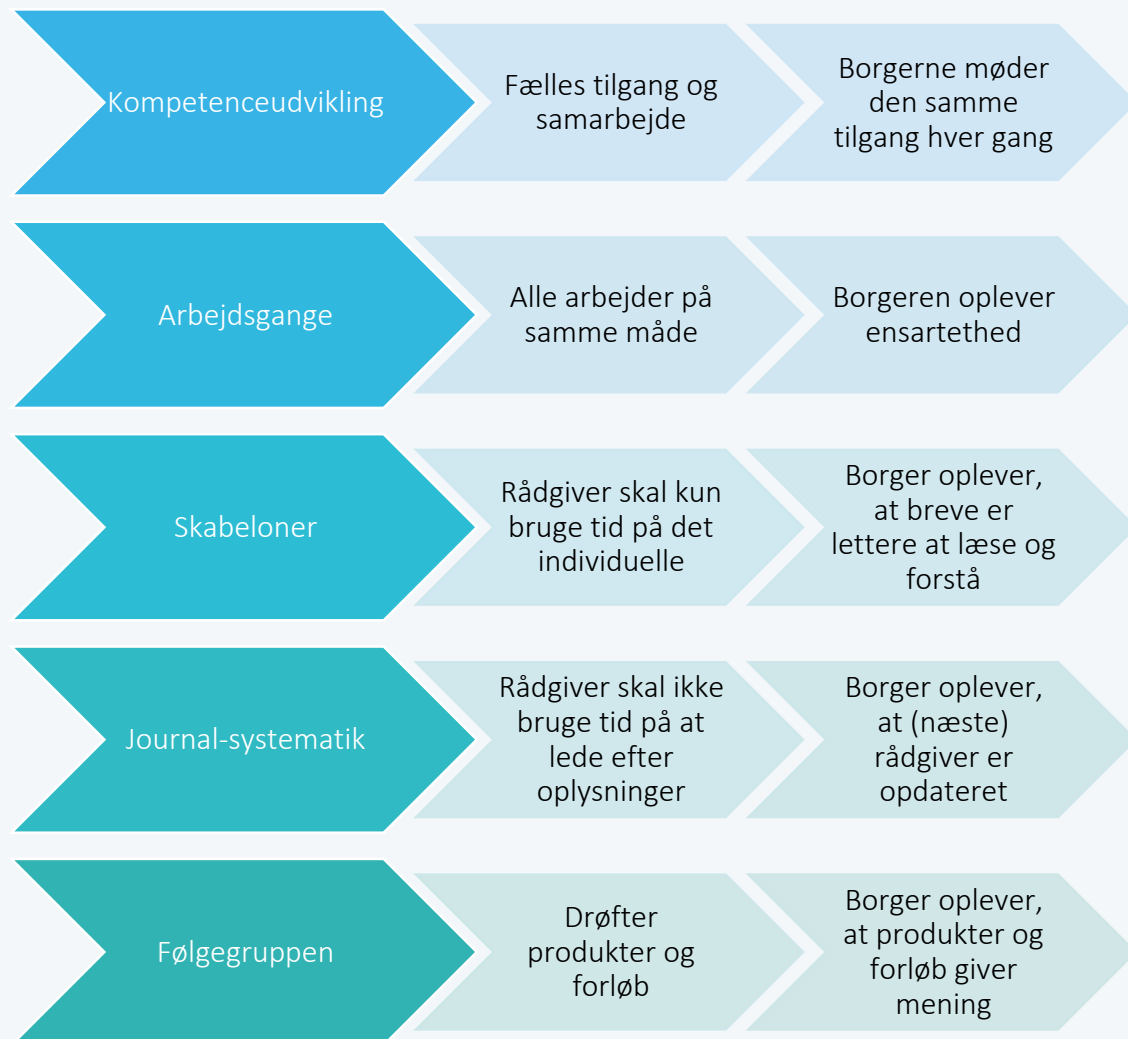 Kompetenceudvikling
Fælles tilgang og
samarbejde
Borgerne møder
den samme
tilgang hver gang
Arbejdsgange
Alle arbejder på
samme måde
Borgeren oplever
ensartethed
Skabeloner
Rådgiver skal kun
bruge tid på det
individuelle
Borger oplever,
at breve er
lettere at læse og
forstå
Journal-systematik
Rådgiver skal ikke
bruge tid på at
lede efter
oplysninger
Borger oplever,
at (næste)
rådgiver er
opdateret
Følgegruppen
Drøfter
produkter og
forløb
Borger oplever,
at produkter og
forløb giver
mening